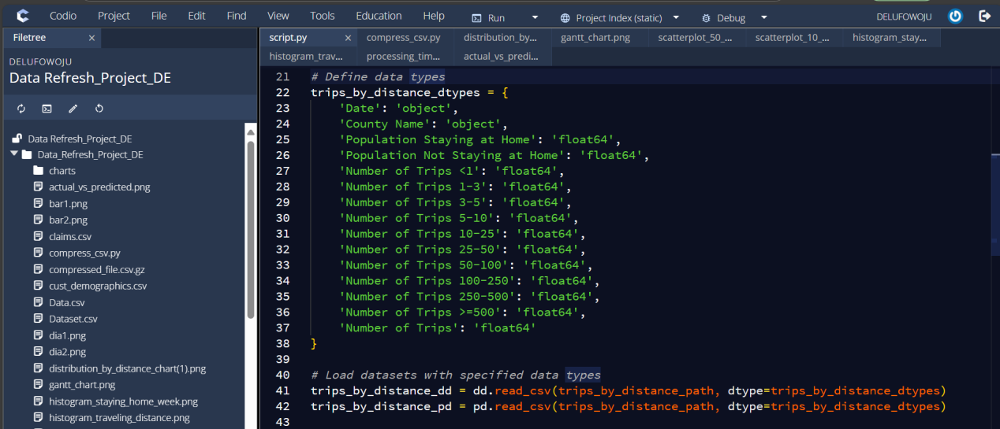 Codio Project File Edit Find View Tools Education Help Run Project Index (static) Debug DELUFOWOJU
Filetree ×
DELUFOWOJU
Data Refresh_Project_DE
Data Refresh_Project_DE
Data_Refresh_Project_DE
charts
actual_vs_predicted.png
bar1.png
bar2.png
claims.csv
compress_csv.py
compressed_file.csv.gz
cust_demographics.csv
Data.csv
Dataset.csv
dia1.png
dia2.png
distribution_by_distance_chart(1).png
gantt_chart.png
histogram_staying_home_week.png
histogram_traveling_distance.png
script.py × compress_csv.py distribution_by... gantt_chart.png scatterplot_50_... scatterplot_10_... histogram_stay...
histogram_trav... processing_tim... actual_vs_predi...
21 # Define data types
22 trips_by_distance_dtypes = {
23 'Date': 'object',
24 'County Name': 'object',
25 'Population Staying at Home': 'float64',
26 'Population Not Staying at Home': 'float64',
27 'Number of Trips <1': 'float64',
28 'Number of Trips 1-3': 'float64',
29 'Number of Trips 3-5': 'float64',
30 'Number of Trips 5-10': 'float64',
31 'Number of Trips 10-25': 'float64',
32 'Number of Trips 25-50': 'float64',
33 'Number of Trips 50-100': 'float64',
34 'Number of Trips 100-250': 'float64',
35 'Number of Trips 250-500': 'float64',
36 'Number of Trips >=500': 'float64',
37 'Number of Trips': 'float64'
38 }
39
40 # Load datasets with specified data types
41 trips_by_distance_dd = dd.read_csv(trips_by_distance_path, dtype=trips_by_distance_dtypes)
42 trips_by_distance_pd = pd.read_csv(trips_by_distance_path, dtype=trips_by_distance_dtypes)
43